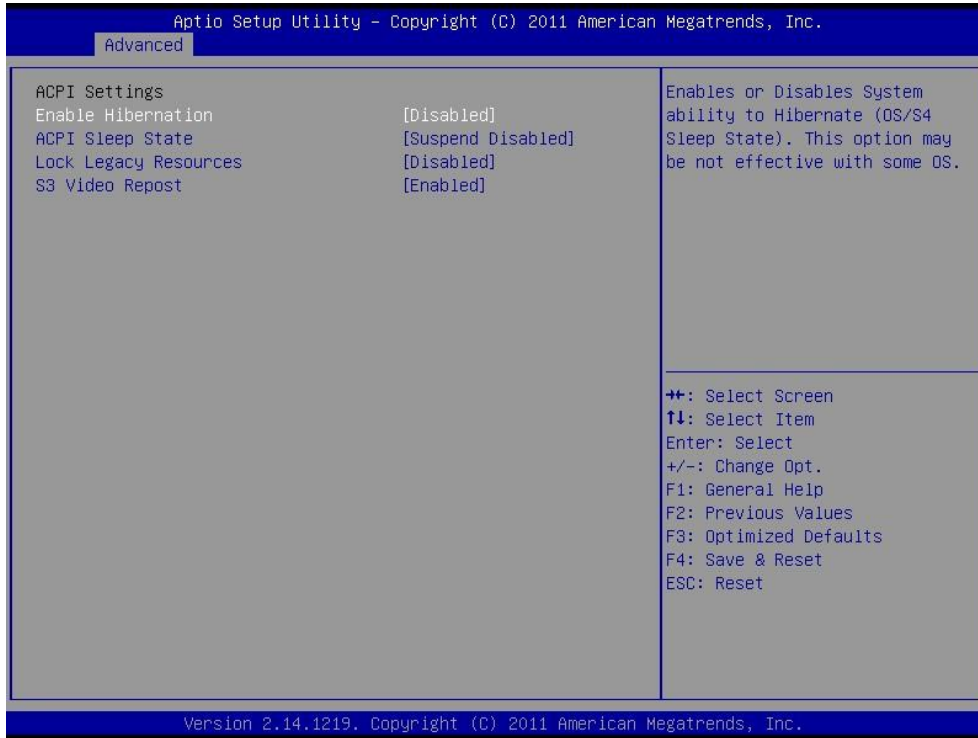 Aptio Setup Utility – Copyright (C) 2011 American Megatrends, Inc.
Advanced
ACPI Settings
Enable Hibernation [Disabled]
ACPI Sleep State [Suspend Disabled]
Lock Legacy Resources [Disabled]
S3 Video Repost [Enabled]
Enables or Disables System
ability to Hibernate (OS/S4
Sleep State). This option may
be not effective with some OS.
→←: Select Screen
↑↓: Select Item
Enter: Select
+/-: Change Opt.
F1: General Help
F2: Previous Values
F3: Optimized Defaults
F4: Save & Reset
ESC: Reset
Version 2.14.1219. Copyright (C) 2011 American Megatrends, Inc.